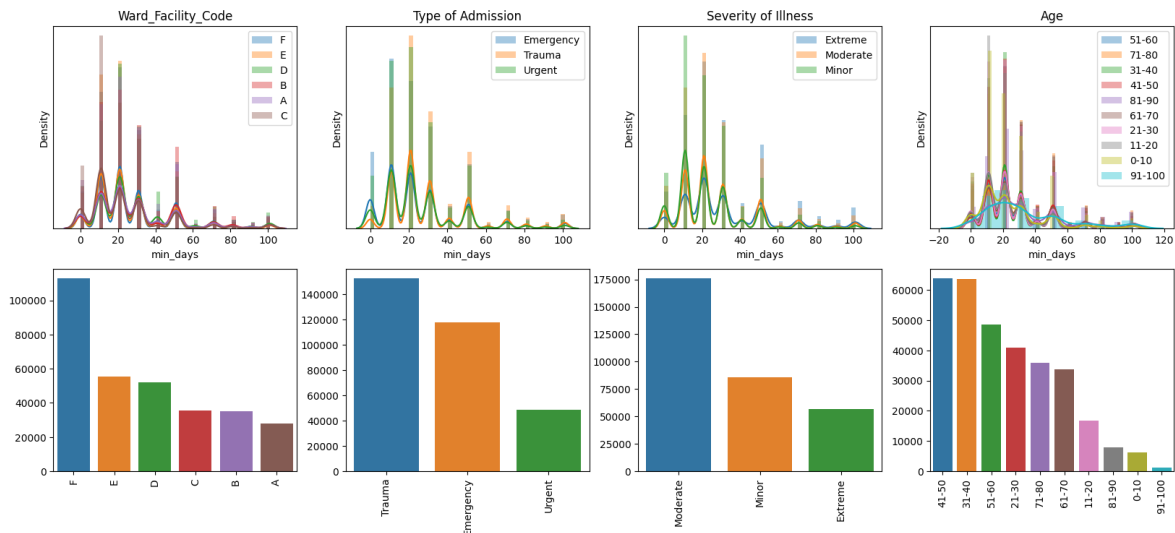 Ward_Facility_Code
F
E
D
B
A
C
Density
0 20 40 60 80 100
min_days
Type of Admission
Emergency
Trauma
Urgent
Density
0 20 40 60 80 100
min_days
Severity of Illness
Extreme
Moderate
Minor
Density
0 20 40 60 80 100
min_days
Age
51-60
71-80
31-40
41-50
81-90
61-70
21-30
11-20
0-10
91-100
Density
−20 0 20 40 60 80 100 120
min_days
100000
80000
60000
40000
20000
0
F E D C B A
140000
120000
100000
80000
60000
40000
20000
0
Trauma Emergency Urgent
175000
150000
125000
100000
75000
50000
25000
0
Moderate Minor Extreme
60000
50000
40000
30000
20000
10000
0
41-50 31-40 51-60 21-30 71-80 61-70 11-20 81-90 0-10 91-100